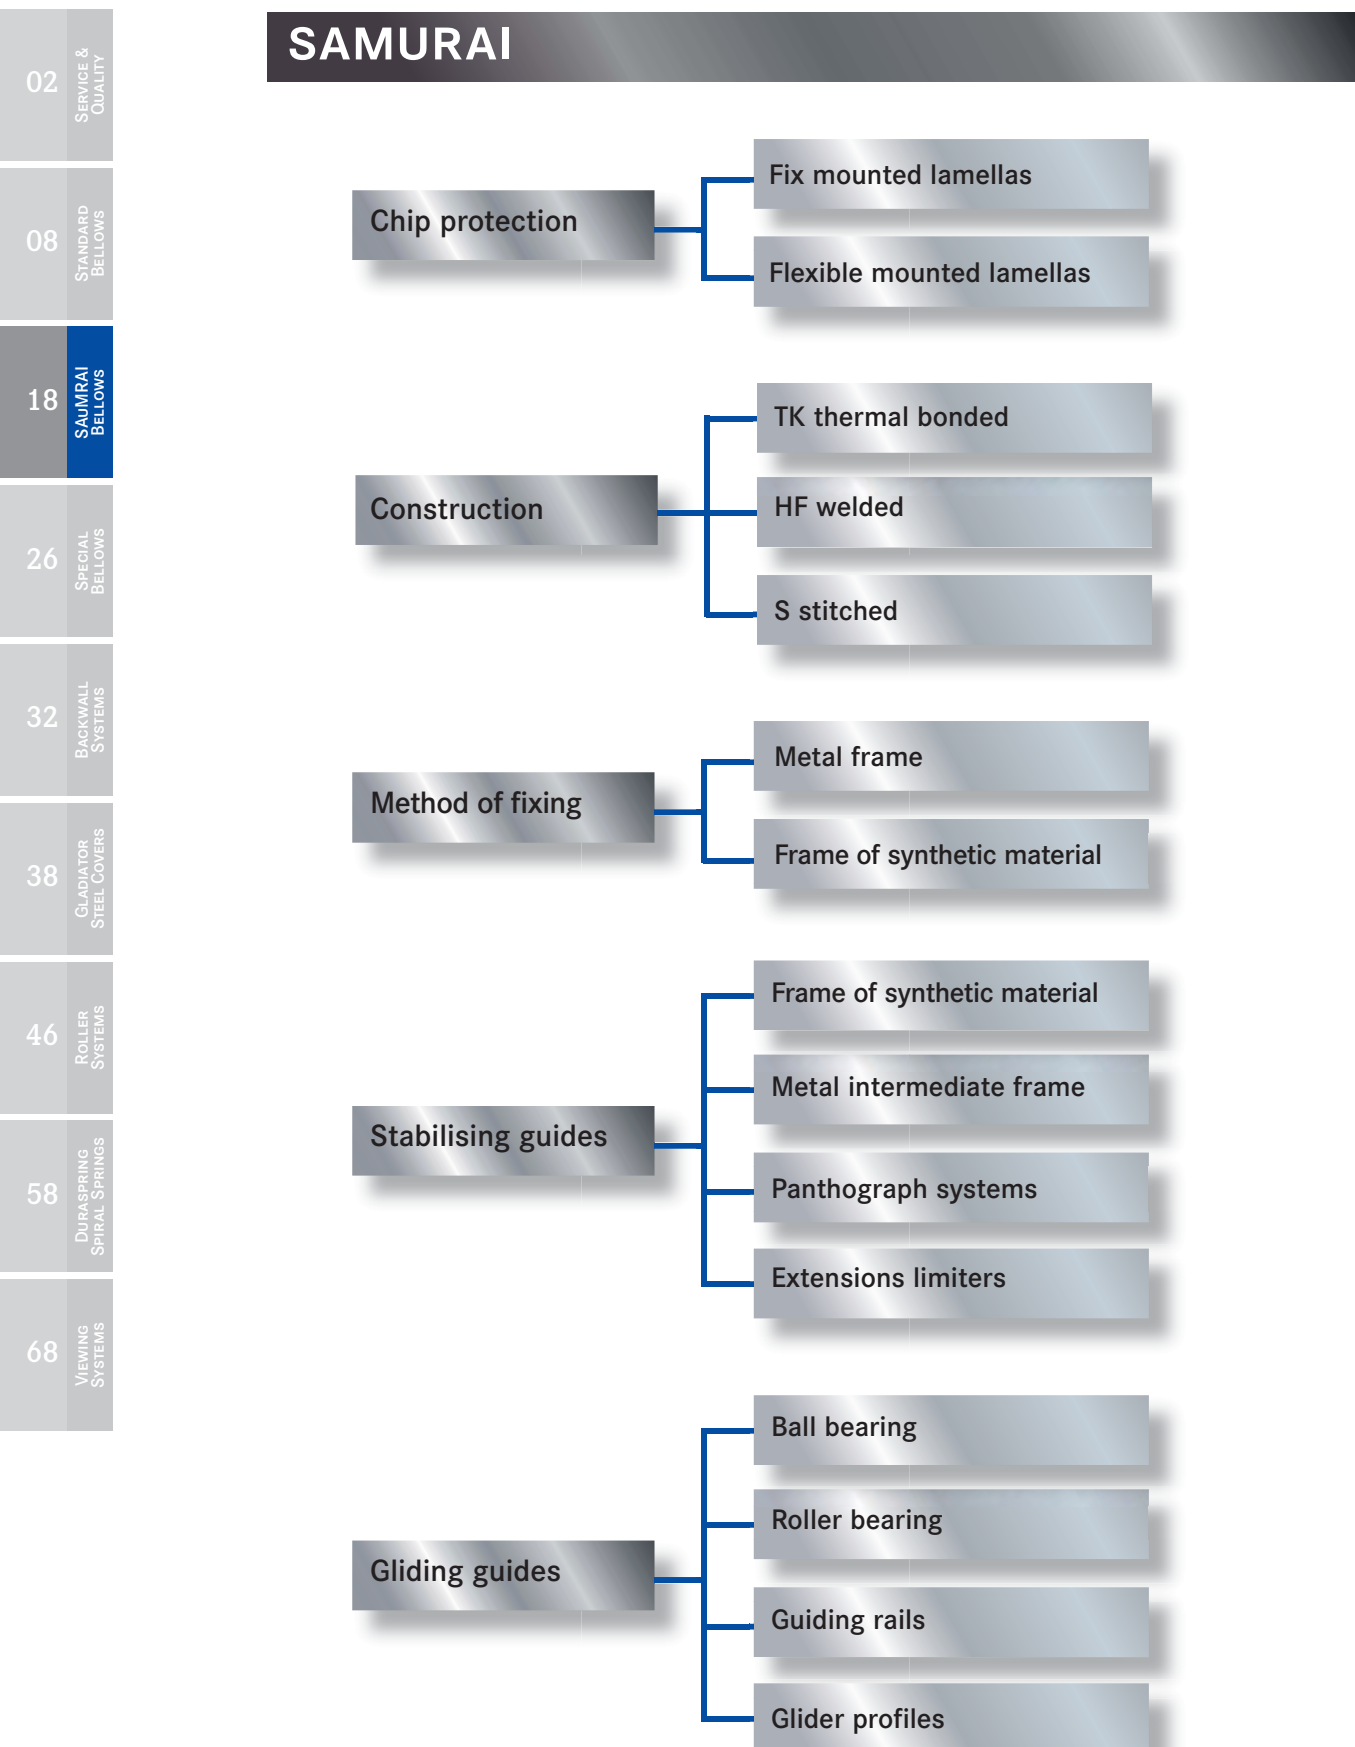 SAMURAI
02
SERVICE &
QUALITY
08
STANDARD
BELLOWS
18
SAuMRAI
BELLOWS
26
SPECIAL
BELLOWS
32
BACKWALL
SYSTEMS
38
GLADIATOR
STEEL COVERS
46
ROLLER
SYSTEMS
58
DURASPRING
SPIRAL SPRINGS
68
VIEWING
SYSTEMS
Chip protection
Fix mounted lamellas
Flexible mounted lamellas
Construction
TK thermal bonded
HF welded
S stitched
Method of fixing
Metal frame
Frame of synthetic material
Stabilising guides
Frame of synthetic material
Metal intermediate frame
Panthograph systems
Extensions limiters
Gliding guides
Ball bearing
Roller bearing
Guiding rails
Glider profiles